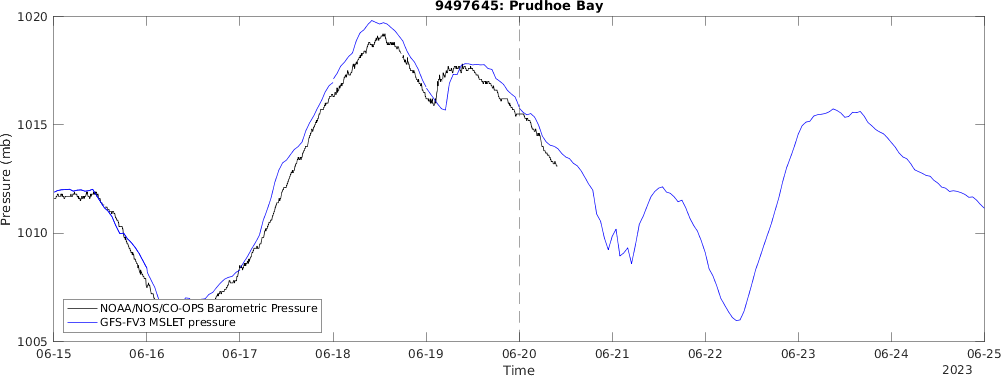 9497645: Prudhoe Bay
Pressure (mb)
1020
1015
1010
1005
NOAA/NOS/CO-OPS Barometric Pressure
GFS-FV3 MSLET pressure
06-15 06-16 06-17 06-18 06-19 06-20 06-21 06-22 06-23 06-24 06-25
Time
2023